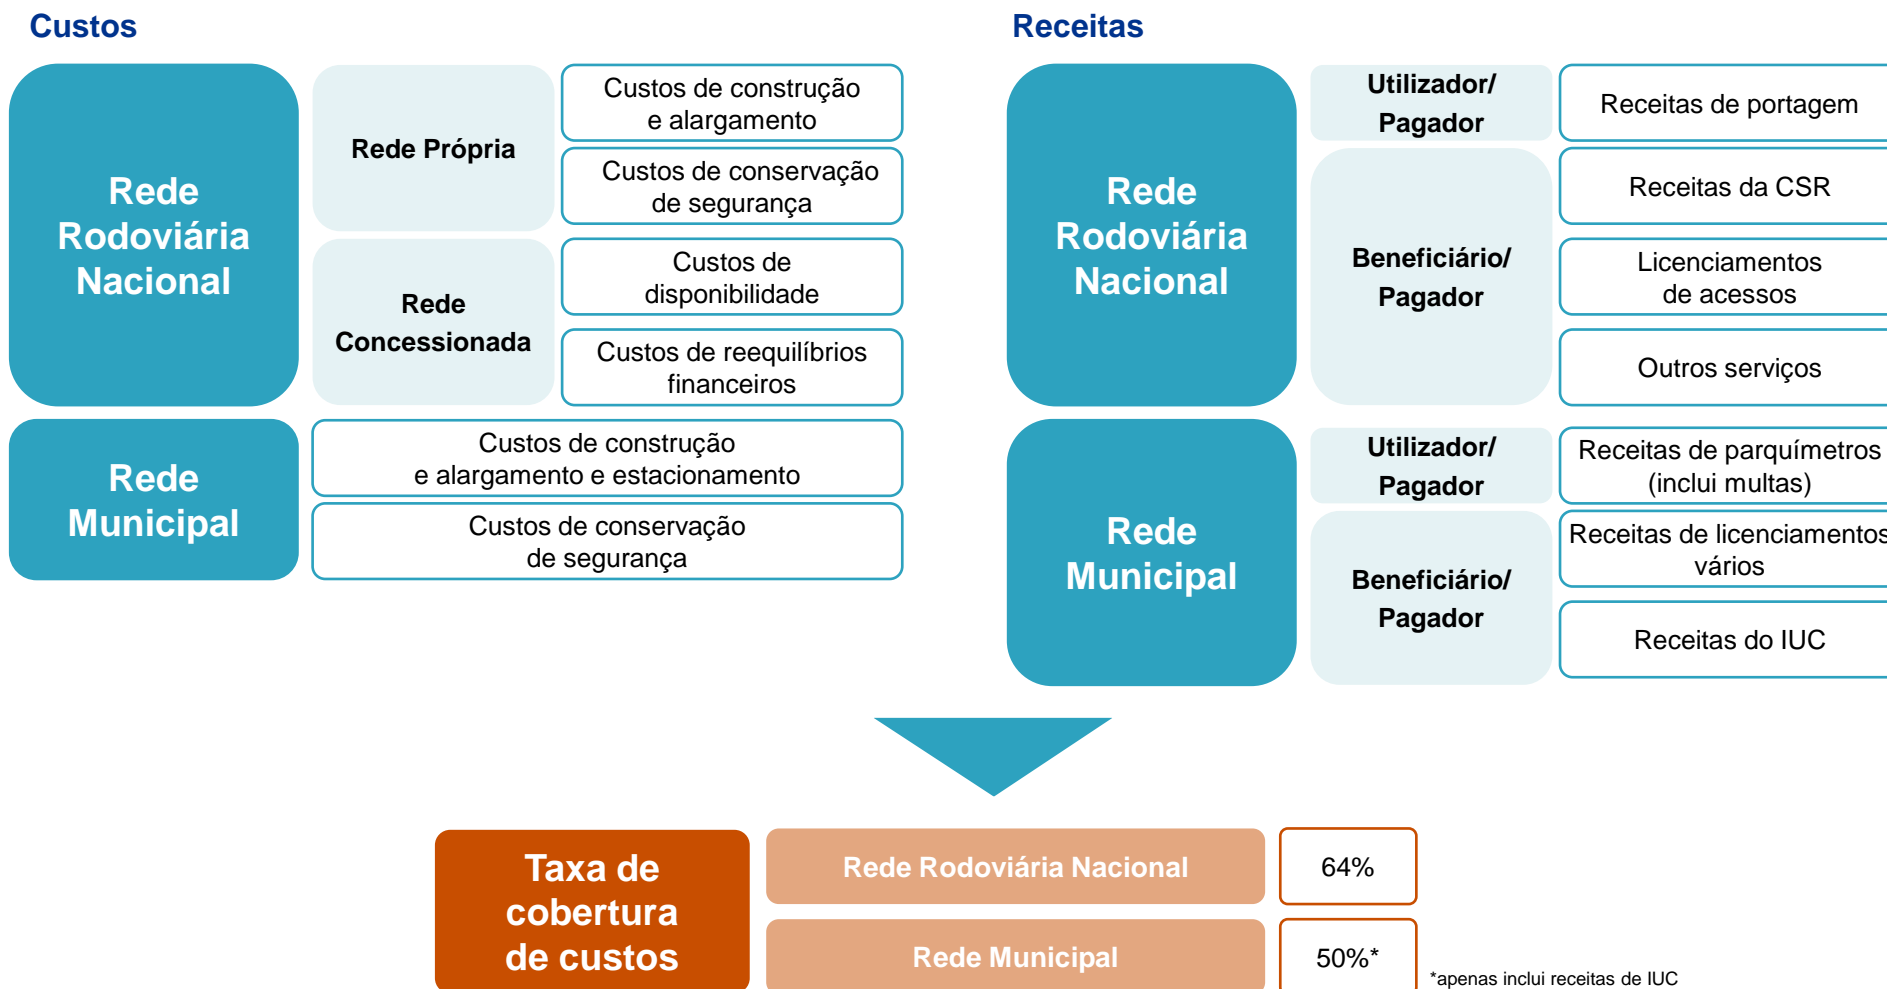 Custos
Rede
Rodoviária
Nacional
Rede Própria
Custos de construção
e alargamento
Custos de conservação
de segurança
Rede
Concessionada
Custos de
disponibilidade
Custos de reequilíbrios
financeiros
Rede
Municipal
Custos de construção
e alargamento e estacionamento
Custos de conservação
de segurança
Receitas
Rede
Rodoviária
Nacional
Utilizador/
Pagador
Receitas de portagem
Beneficiário/
Pagador
Receitas da CSR
Licenciamentos
de acessos
Outros serviços
Rede
Municipal
Utilizador/
Pagador
Receitas de parquímetros
(inclui multas)
Beneficiário/
Pagador
Receitas de licenciamentos
vários
Receitas do IUC
Taxa de
cobertura
de custos
Rede Rodoviária Nacional
64%
Rede Municipal
50%*
*apenas inclui receitas de IUC